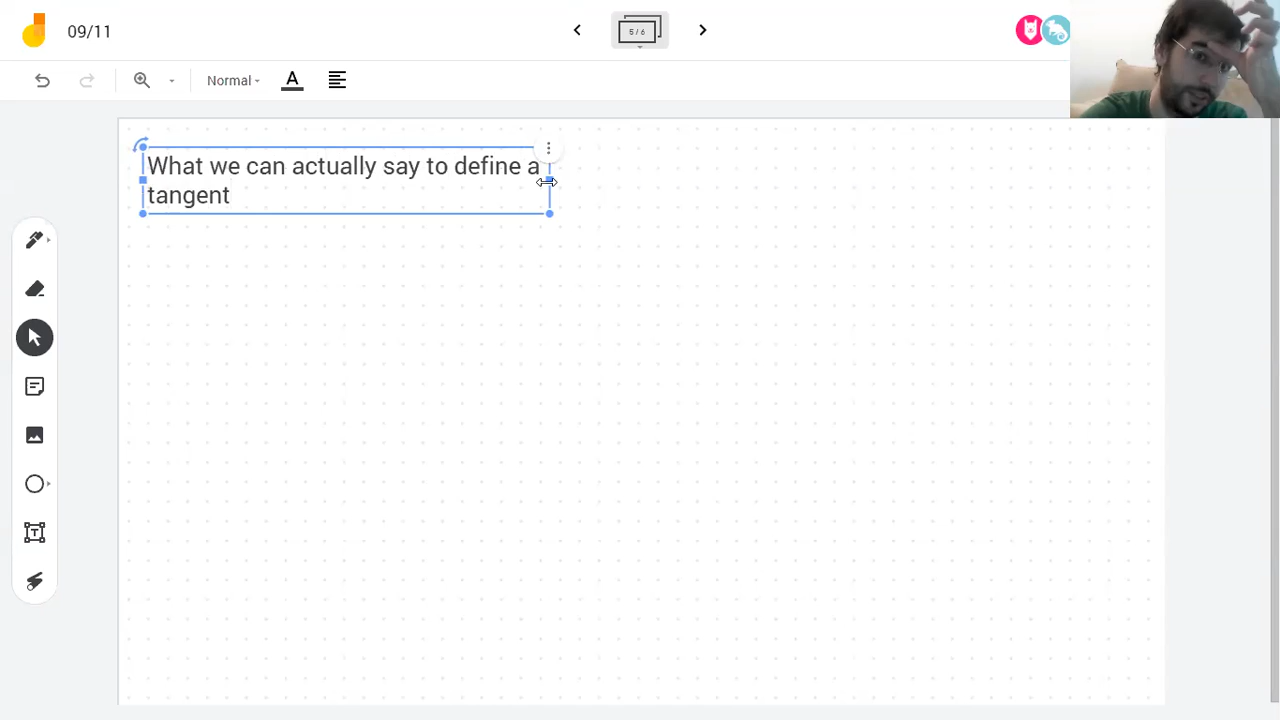 09/11
5 / 6
Normal
A
What we can actually say to define a
tangent
T